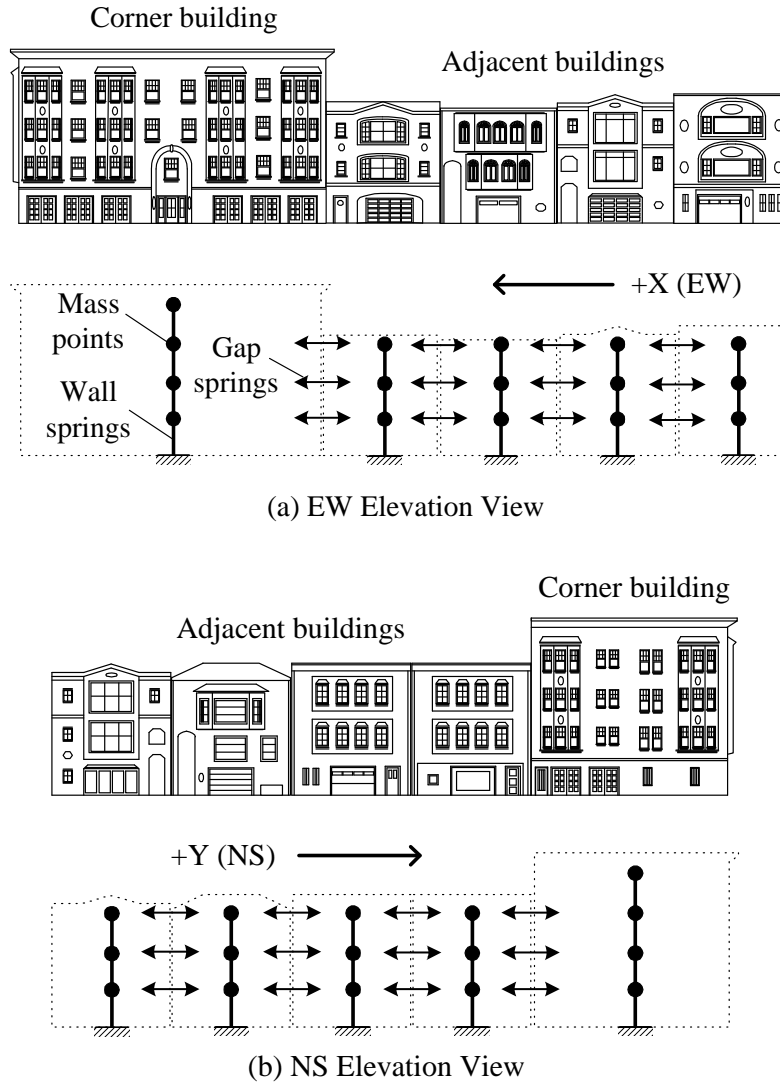 Corner building
Adjacent buildings
+X (EW)
Mass
points
Gap
springs
Wall
springs
(a) EW Elevation View
Corner building
Adjacent buildings
+Y (NS)
(b) NS Elevation View